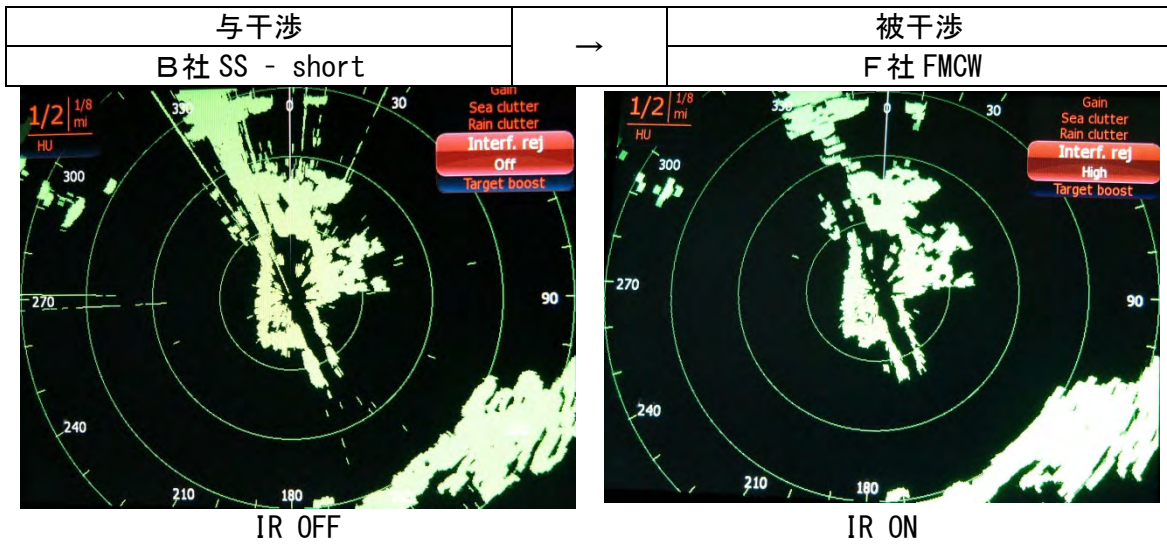 与干渉
→
被干渉
B社 SS - short
F社 FMCW
1/2 1/8 mi
HU
330
0
30
Gain
Sea clutter
Rain clutter
Interf. rej
Off
Target boost
300
270
90
240
210
180
1/2 1/8 mi
HU
330
0
30
Gain
Sea clutter
Rain clutter
Interf. rej
High
Target boost
300
270
90
240
210
180
IR OFF
IR ON